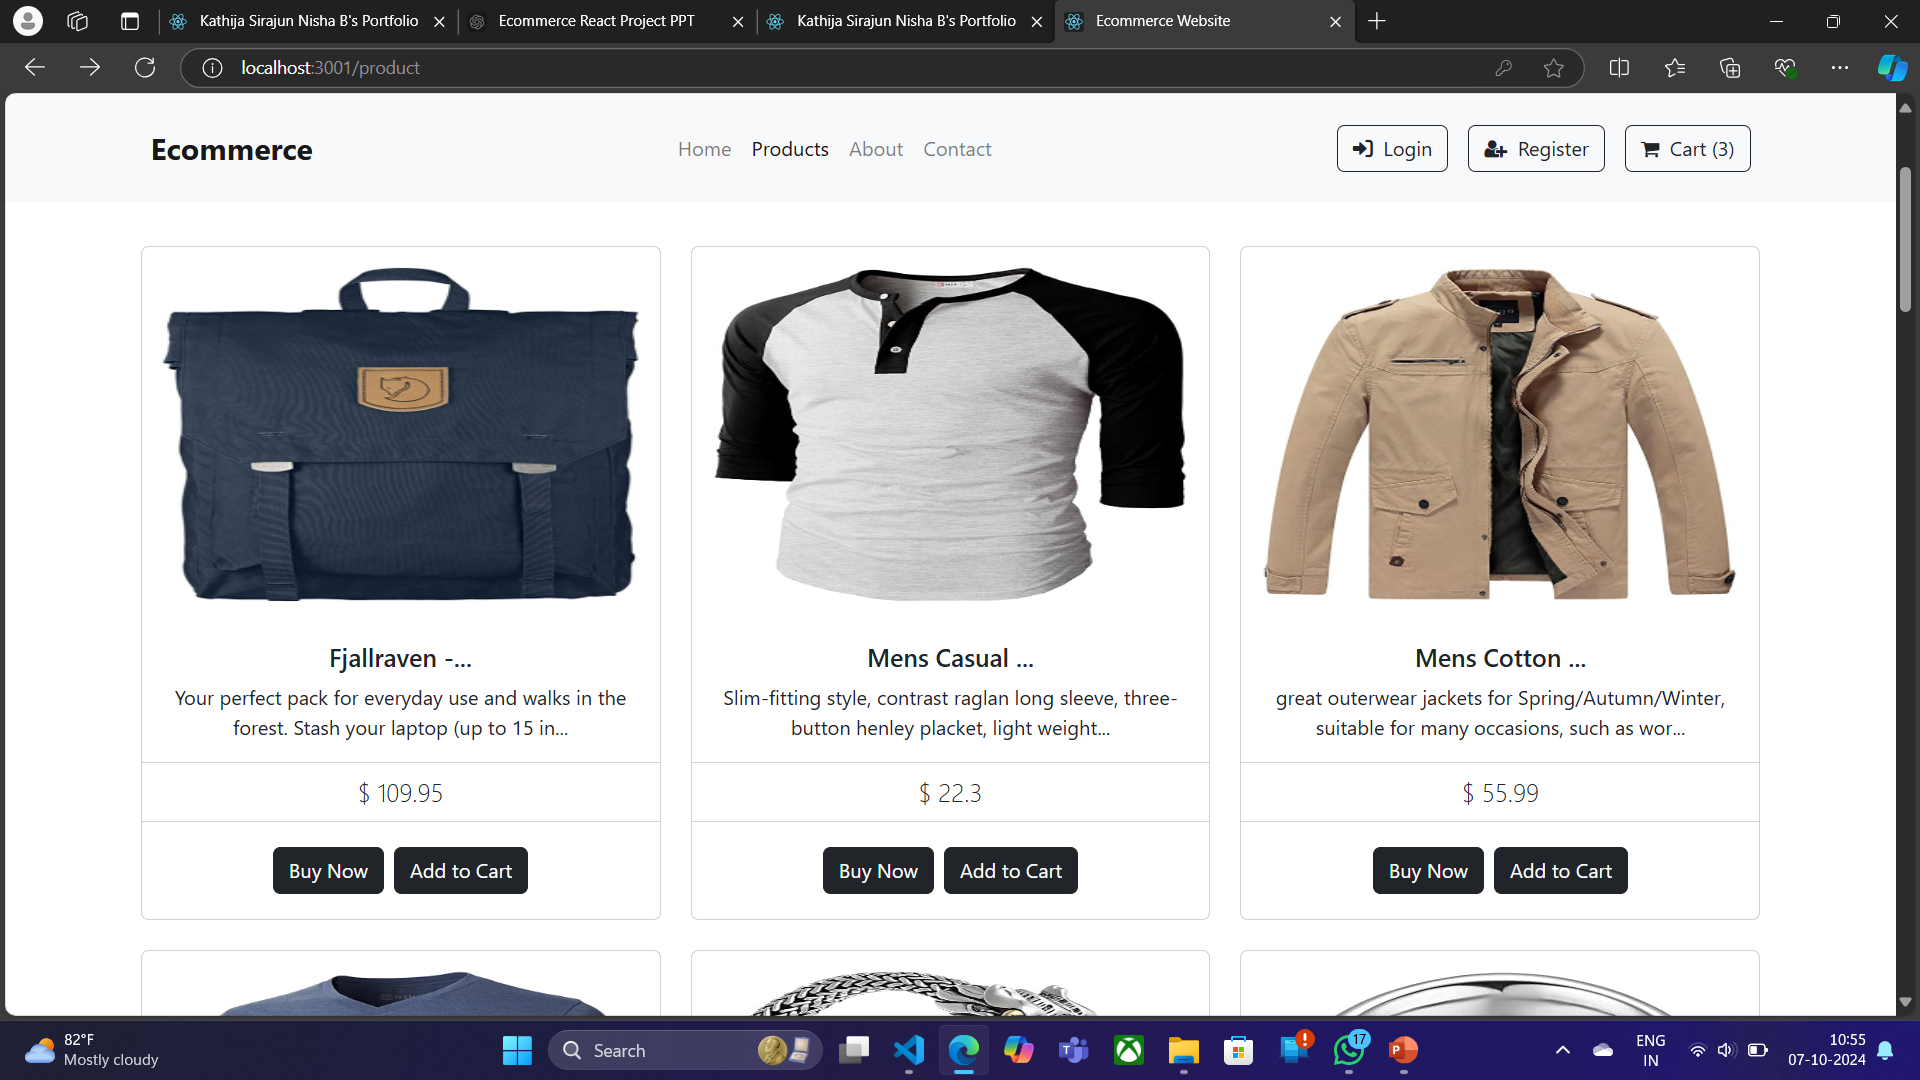 Kathija Sirajun Nisha B's Portfolio
Ecommerce React Project PPT
Kathija Sirajun Nisha B's Portfolio
Ecommerce Website
localhost:3001/product
Ecommerce
Home
Products
About
Contact
Login
Register
Cart (3)
Fjallraven -...
Your perfect pack for everyday use and walks in the
forest. Stash your laptop (up to 15 in...
$ 109.95
Buy Now
Add to Cart
Mens Casual ...
Slim-fitting style, contrast raglan long sleeve, three-
button henley placket, light weight...
$ 22.3
Buy Now
Add to Cart
Mens Cotton ...
great outerwear jackets for Spring/Autumn/Winter,
suitable for many occasions, such as wor...
$ 55.99
Buy Now
Add to Cart
82°F
Mostly cloudy
Search
17
ENG
IN
10:55
07-10-2024